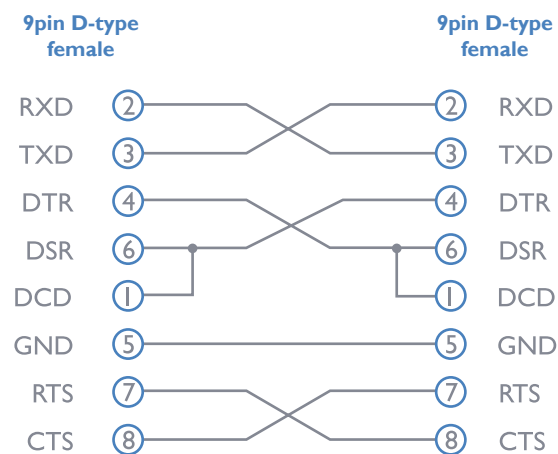 9pin D-type female 9pin D-type female
RXD 2 2 RXD
TXD 3 3 TXD
DTR 4 4 DTR
DSR 6 6 DSR
DCD 1 1 DCD
GND 5 5 GND
RTS 7 7 RTS
CTS 8 8 CTS